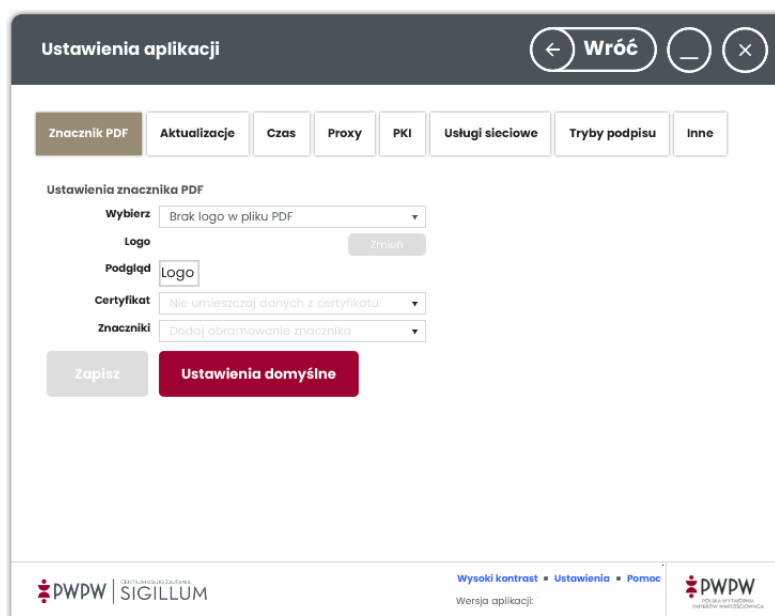 Ustawienia aplikacji
Wróć
Znacznik PDF Aktualizacje Czas Proxy PKI Usługi sieciowe Tryby podpisu Inne
Ustawienia znacznika PDF
Wybierz Brak logo w pliku PDF
Logo Zmień
Podgląd Logo
Certyfikat Nie umieszczaj danych z certyfikatu
Znaczniki Dodaj obramowanie znacznika
Zapisz Ustawienia domyślne
Wysoki kontrast Ustawienia Pomoc
Wersja aplikacji:
PWPW CENTRUM USŁUG ZAUFANIA
SIGILLUM
PWPW
POLSKA WYTWÓRNIA
PAPIERÓW WARTOŚCIOWYCH